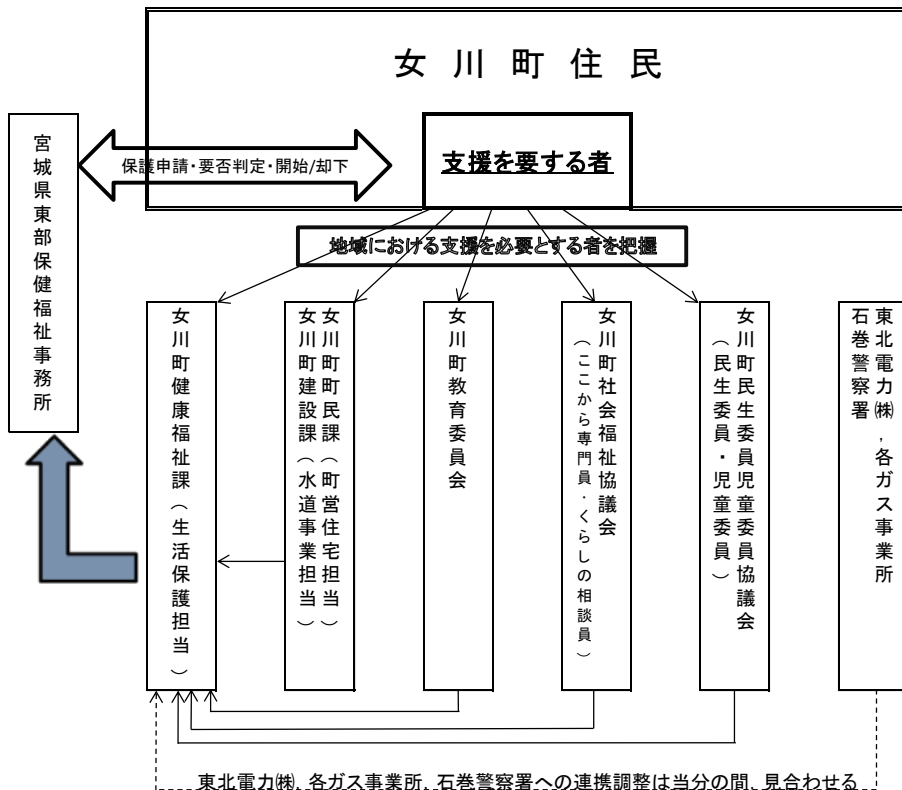 女川町住民
支援を要する者
保護申請・要否判定・開始/却下
宮城県東部保健福祉事務所
地域における支援を必要とする者を把握
女川町健康福祉課（生活保護担当）
女川町町民課（町営住宅担当）
女川町建設課（水道事業担当）
女川町教育委員会
女川町社会福祉協議会
（ここから専門員・くらしの相談員）
女川町民生委員児童委員協議会
（民生委員・児童委員）
東北電力㈱，各ガス事業所
石巻警察署
東北電力㈱、各ガス事業所、石巻警察署への連携調整は当分の間、見合わせる